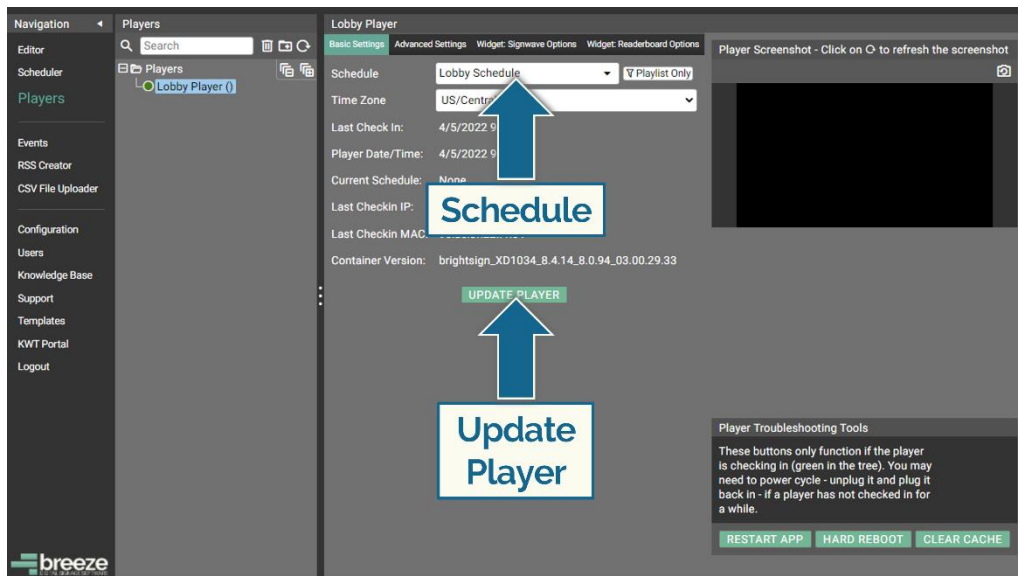 Navigation
Editor
Scheduler
Players
Events
RSS Creator
CSV File Uploader
Configuration
Users
Knowledge Base
Support
Templates
KWT Portal
Logout
breeze
Players
Search
Players
Lobby Player ()
Lobby Player
Basic Settings Advanced Settings Widget: Signwave Options Widget: Readerboard Options
Schedule Lobby Schedule Playlist Only
Time Zone US/Central
Last Check In: 4/5/2022 9
Player Date/Time: 4/5/2022 9
Current Schedule: None
Last Checkin IP:
Last Checkin MAC:
Container Version: brightsign_XD1034_8.4.14_8.0.94_03.00.29.33
UPDATE PLAYER
Schedule
Update
Player
Player Screenshot - Click on to refresh the screenshot
Player Troubleshooting Tools
These buttons only function if the player
is checking in (green in the tree). You may
need to power cycle - unplug it and plug it
back in - if a player has not checked in for
a while.
RESTART APP HARD REBOOT CLEAR CACHE